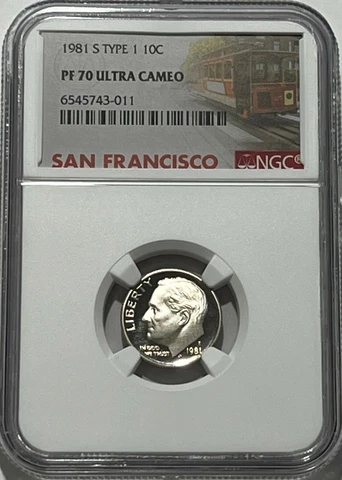 1981 S TYPE 1 10C
PF 70 ULTRA CAMEO
6545743-011
SAN FRANCISCO NGC®
LIBERTY
IN GOD
WE TRUST
S
1981